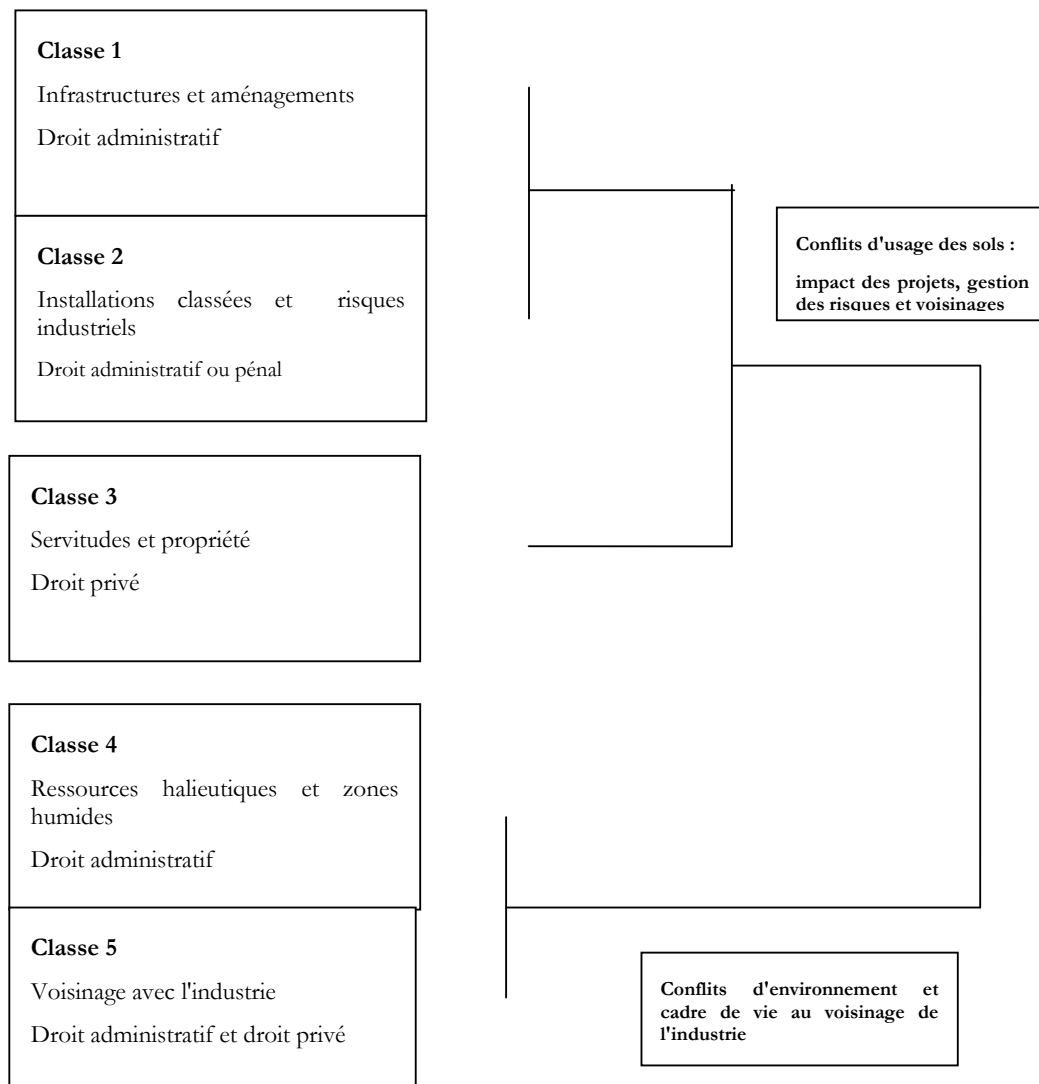 Classe 1
Infrastructures et aménagements
Droit administratif
Classe 2
Installations classées et risques
industriels
Droit administratif ou pénal
Conflits d'usage des sols :
impact des projets, gestion
des risques et voisinages
Classe 3
Servitudes et propriété
Droit privé
Classe 4
Ressources halieutiques et zones
humides
Droit administratif
Classe 5
Voisinage avec l'industrie
Droit administratif et droit privé
Conflits d'environnement et
cadre de vie au voisinage de
l'industrie